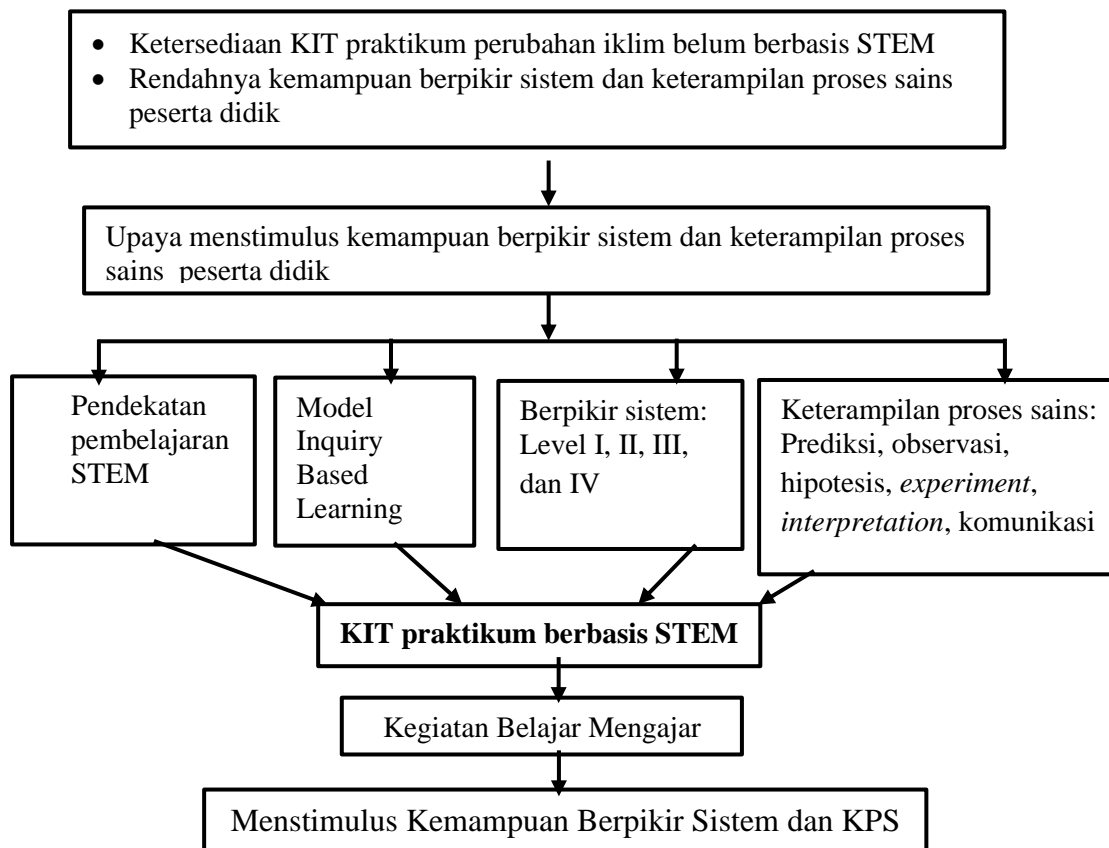 • Ketersediaan KIT praktikum perubahan iklim belum berbasis STEM
• Rendahnya kemampuan berpikir sistem dan keterampilan proses sains
peserta didik
Upaya menstimulus kemampuan berpikir sistem dan keterampilan proses
sains peserta didik
Pendekatan
pembelajaran
STEM
Model
Inquiry
Based
Learning
Berpikir sistem:
Level I, II, III,
dan IV
Keterampilan proses sains:
Prediksi, observasi,
hipotesis, experiment,
interpretation, komunikasi
KIT praktikum berbasis STEM
Kegiatan Belajar Mengajar
Menstimulus Kemampuan Berpikir Sistem dan KPS